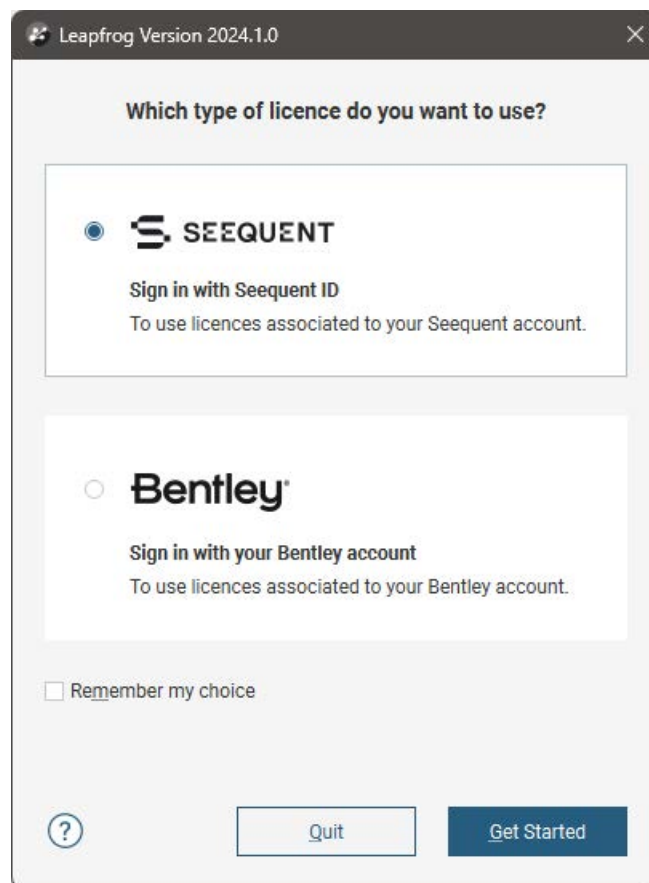 Leapfrog Version 2024.1.0
Which type of licence do you want to use?
SEEQUENT
Sign in with Seequent ID
To use licences associated to your Seequent account.
Bentley®
Sign in with your Bentley account
To use licences associated to your Bentley account.
Remember my choice
?
Quit
Get Started